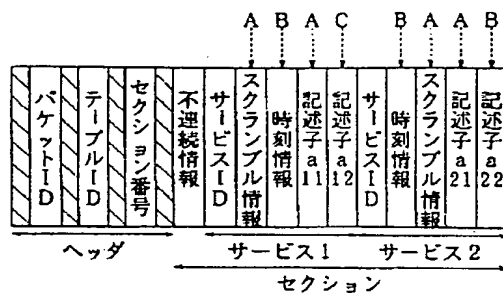 A B A C B A A B
パケットID
テーブルID
セクション番号
不連続情報
サービスID
スクランブル情報
時刻情報
記述子a11
記述子a12
サービスID
時刻情報
スクランブル情報
記述子a21
記述子a22
ヘッダ
サービス1
サービス2
セクション